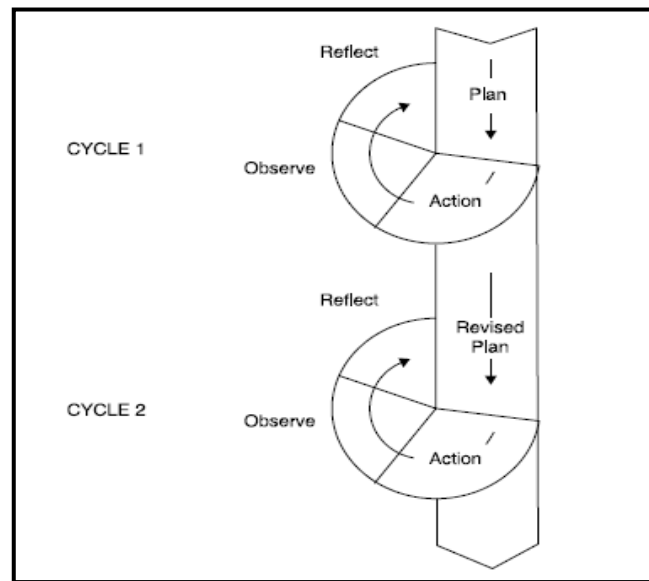 Reflect
Plan
CYCLE 1
Observe
Action
Reflect
Revised
Plan
CYCLE 2
Observe
Action